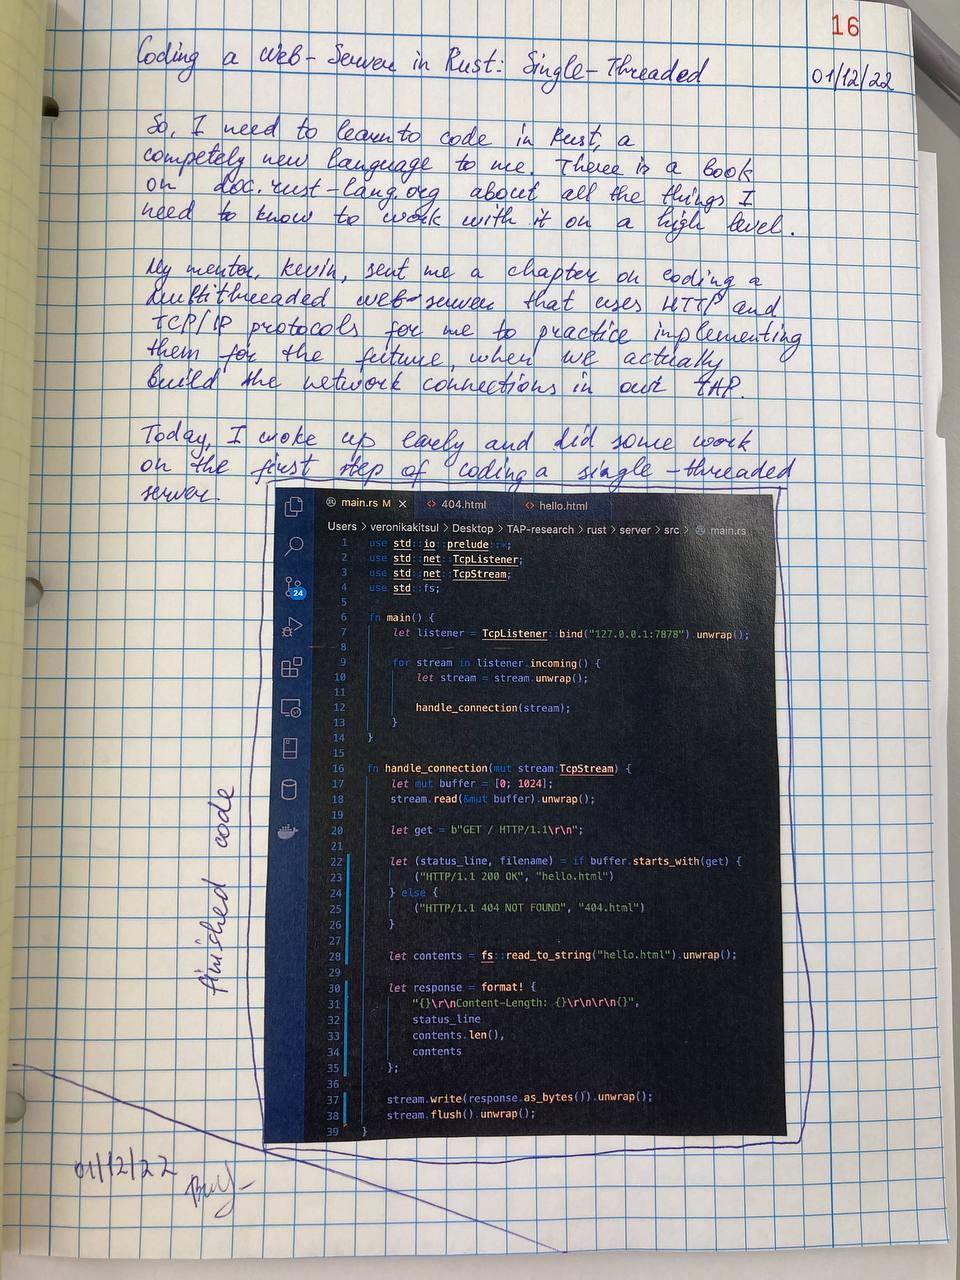 16
Coding a Web-Server in Rust: Single-Threaded
01/12/22
So, I need to learn to code in Rust, a
competely new language to me. There is a book
on doc.rust-lang.org about all the things I
need to know to work with it on a high level.
My mentor, Kevin, sent me a chapter on coding a
multithreaded web-server that uses HTTP and
TCP/IP protocols for me to practice implementing
them for the future, when we actually
build the network connections in our TAP.
Today, I woke up early and did some work
on the first step of coding a single-threaded
server.
main.rs M × <> 404.html <> hello.html
Users > veronikakitsul > Desktop > TAP-research > rust > server > src > main.rs
24
1 use std::io::prelude::*;
2 use std::net::TcpListener;
3 use std::net::TcpStream;
4 use std::fs;
5
6 fn main() {
7 let listener = TcpListener::bind("127.0.0.1:7878").unwrap();
8
9 for stream in listener.incoming() {
10 let stream = stream.unwrap();
11
12 handle_connection(stream);
13 }
14 }
15
16 fn handle_connection(mut stream:TcpStream) {
17 let mut buffer = [0; 1024];
18 stream.read(&mut buffer).unwrap();
19
20 let get = b"GET / HTTP/1.1\r\n";
21
22 let (status_line, filename) = if buffer.starts_with(get) {
23 ("HTTP/1.1 200 OK", "hello.html")
24 } else {
25 ("HTTP/1.1 404 NOT FOUND", "404.html")
26 }
27
28 let contents = fs::read_to_string("hello.html").unwrap();
29
30 let response = format! {
31 "{}\r\nContent-Length: {}\r\n\r\n{}",
32 status_line
33 contents.len(),
34 contents
35 };
36
37 stream.write(response.as_bytes()).unwrap();
38 stream.flush().unwrap();
39 }
finished code
01/12/22